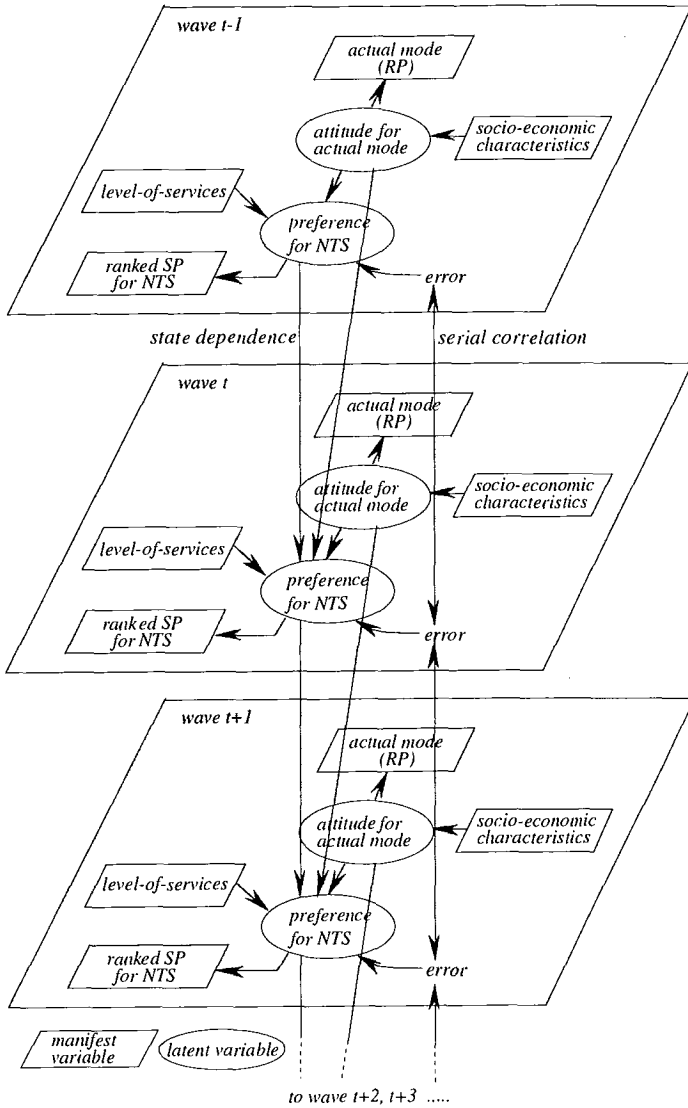 wave t-1
actual mode
(RP)
attitude for
actual mode
socio-economic
characteristics
level-of-services
preference
for NTS
ranked SP
for NTS
error
state dependence
serial correlation
wave t
actual mode
(RP)
attitude for
actual mode
socio-economic
characteristics
level-of-services
preference
for NTS
ranked SP
for NTS
error
wave t+1
actual mode
(RP)
attitude for
actual mode
socio-economic
characteristics
level-of-services
preference
for NTS
ranked SP
for NTS
error
manifest
variable
latent variable
to wave t+2, t+3 .....